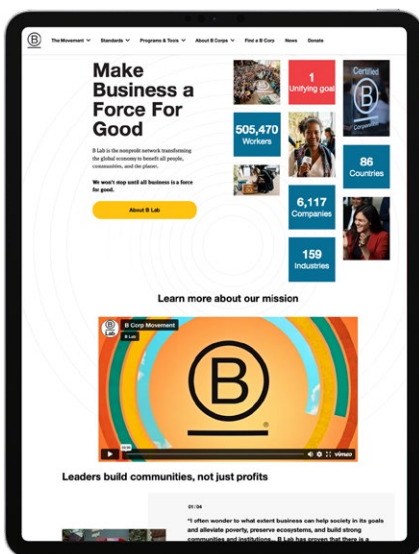 B
The Movement Standards Programs & Tools About B Corps Find a B Corp News Donate
Make
Business a
Force For
Good
B Lab is the nonprofit network transforming
the global economy to benefit all people,
communities, and the planet.
We won't stop until all business is a force
for good.
About B Lab
1
Unifying goal
Certified
B
Corporation
505,470
Workers
86
Countries
6,117
Companies
159
Industries
Learn more about our mission
B Lab
B Corp Movement
B Lab
B
vimeo
Leaders build communities, not just profits
01/04
"I often wonder to what extent business can help society in its goals
and alleviate poverty, preserve ecosystems, and build strong
communities and institutions... B Lab has proven that there is a